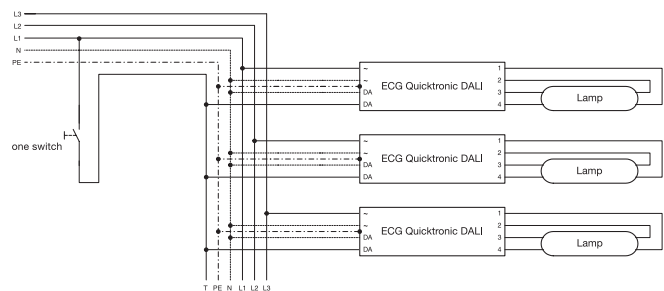 L3
L2
L1
N
PE
one switch
~ ECG Quicktronic DALI 1
~ 2
DA 3
DA 4
Lamp
~ ECG Quicktronic DALI 1
~ 2
DA 3
DA 4
Lamp
~ ECG Quicktronic DALI 1
~ 2
DA 3
DA 4
Lamp
T PE N L1 L2 L3